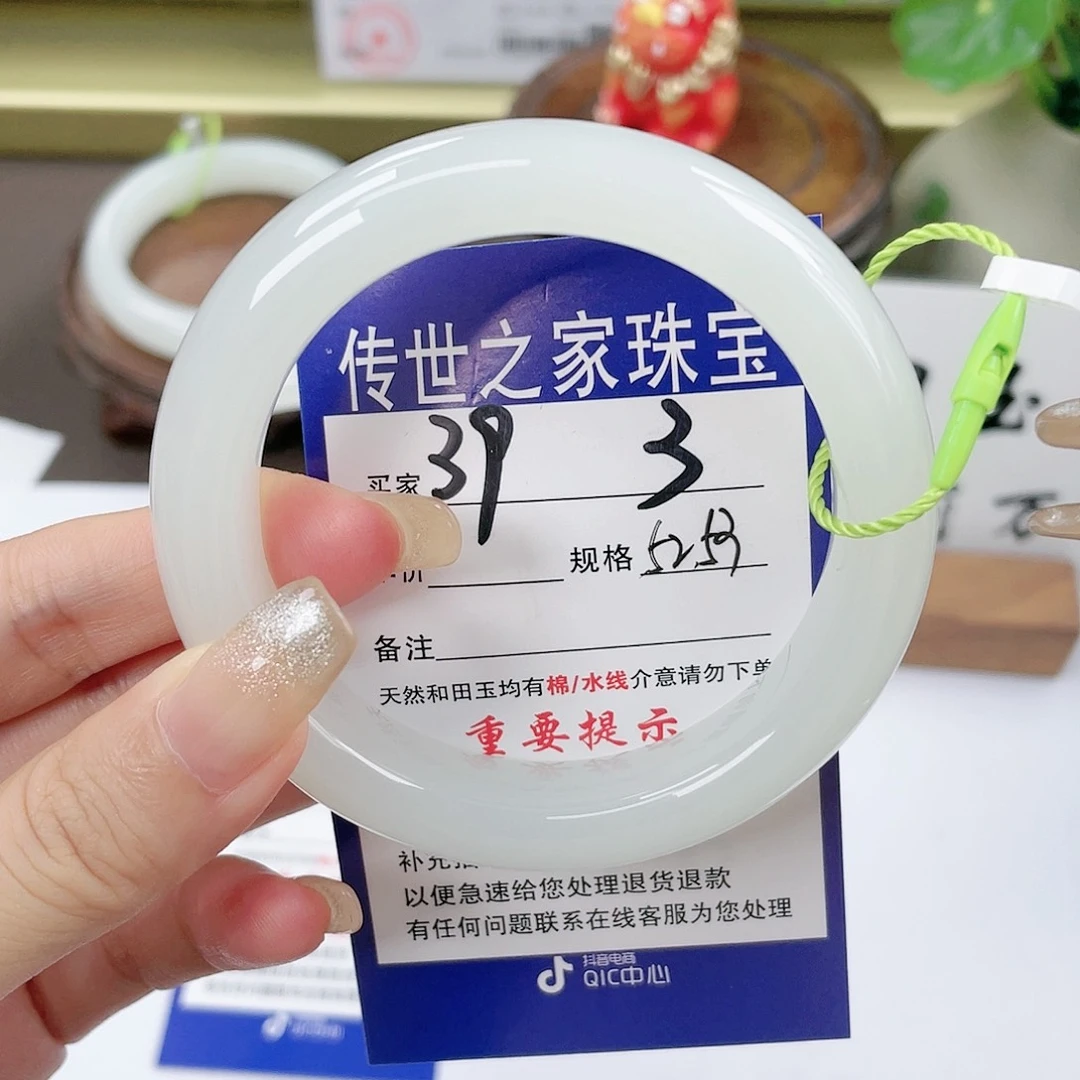 传世之家珠宝
买家 39 3
规格 52.59
备注
天然和田玉均有棉/水线介意请勿下单
重要提示
以便急速给您处理退货退款
有任何问题联系在线客服为您处理
抖音电商
QIC中心